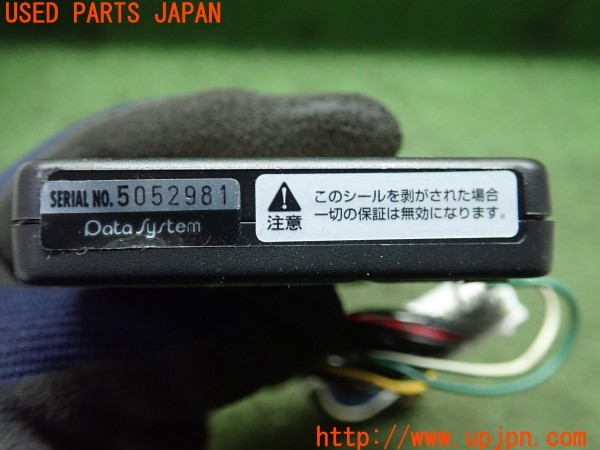 USED PARTS JAPAN
SERIAL NO. 5052981
Data System
注意
このシールを剥がされた場合
一切の保証は無効になります。
http://www.upjpn.com